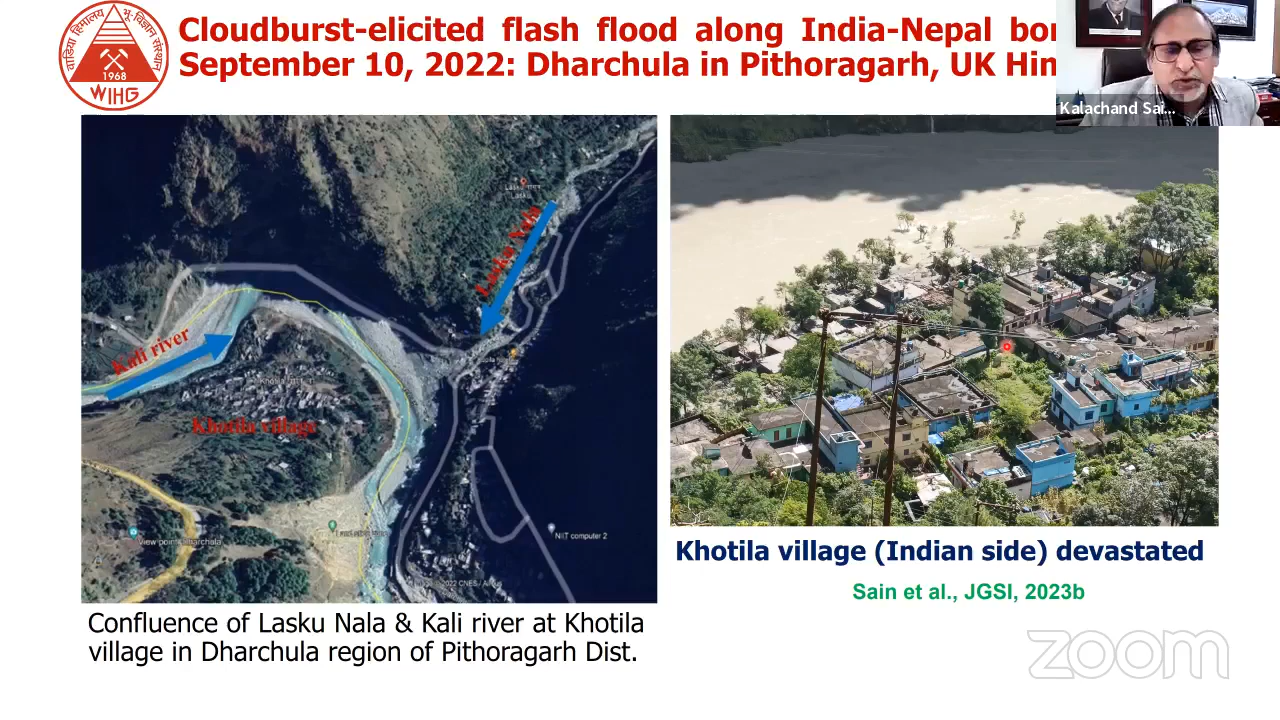 Cloudburst-elicited flash flood along India-Nepal bor
September 10, 2022: Dharchula in Pithoragarh, UK Him
वाडिया हिमालय भू-विज्ञान संस्थान
1968
WIHG
Kalachand Sai...
Lasku Nala
Kali river
Khotila village
View point Dharchula
NIIT computer 2
Khotila village (Indian side) devastated
Sain et al., JGSI, 2023b
Confluence of Lasku Nala & Kali river at Khotila
village in Dharchula region of Pithoragarh Dist.
zoom